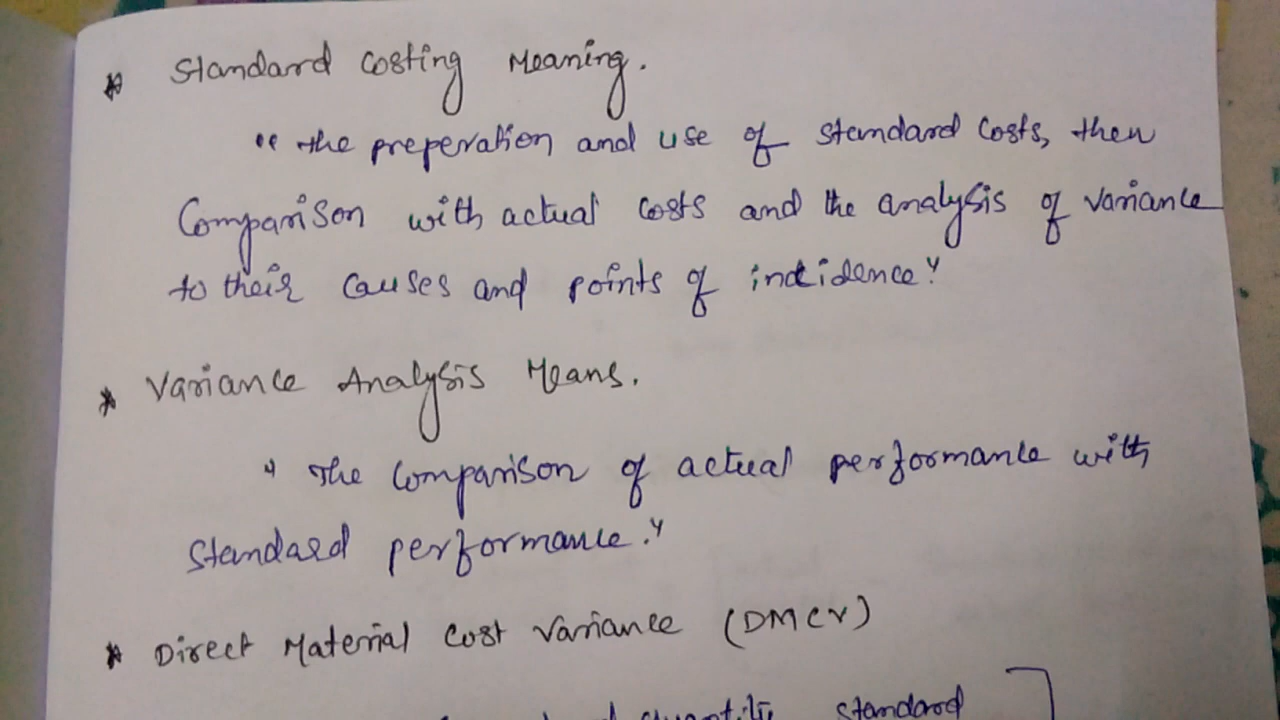 * Standard Costing Meaning.
" the preperation and use of standard Costs, then
Comparison with actual costs and the analysis of variance
to their causes and points of incidence"
* Variance Analysis Means.
" The Comparison of actual performance with
standard performance."
* Direct Material Cost Variance (DMCV)
quantity standard